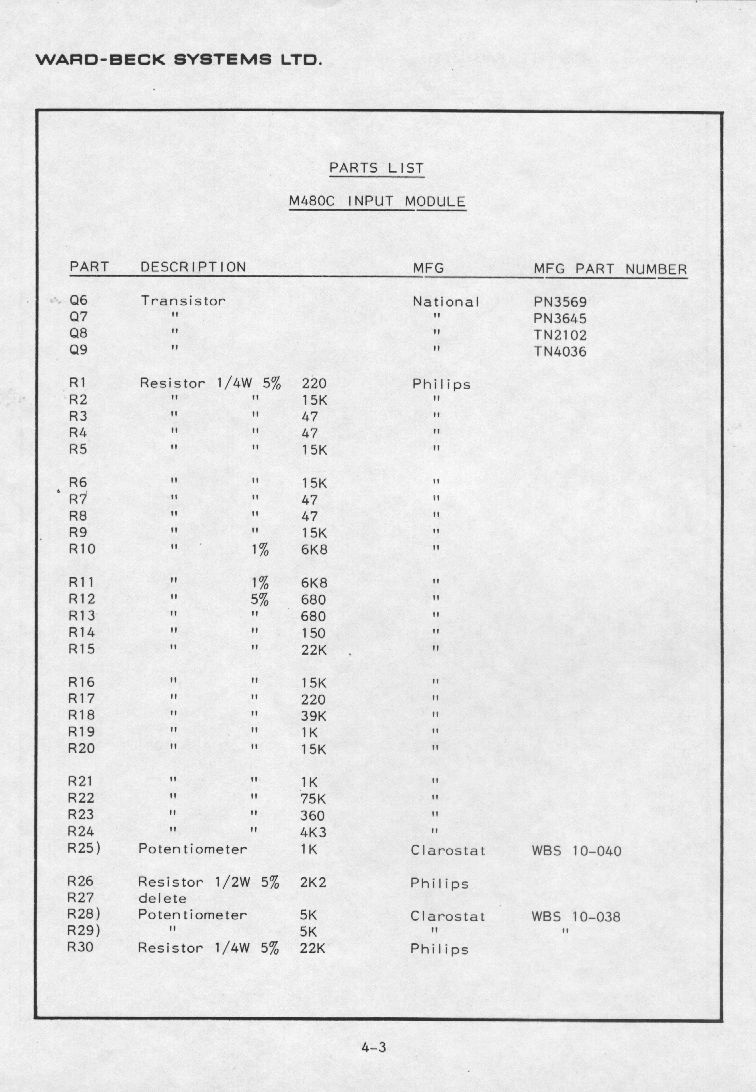 WARD-BECK SYSTEMS LTD.
PARTS LIST
M480C INPUT MODULE
PART DESCRIPTION MFG MFG PART NUMBER
Q6 Transistor National PN3569
Q7 " " PN3645
Q8 " " TN2102
Q9 " " TN4036
R1 Resistor 1/4W 5% 220 Philips
R2 " " 15K "
R3 " " 47 "
R4 " " 47 "
R5 " " 15K "
R6 " " 15K "
R7 " " 47 "
R8 " " 47 "
R9 " " 15K "
R10 " 1% 6K8 "
R11 " 1% 6K8 "
R12 " 5% 680 "
R13 " " 680 "
R14 " " 150 "
R15 " " 22K "
R16 " " 15K "
R17 " " 220 "
R18 " " 39K "
R19 " " 1K "
R20 " " 15K "
R21 " " 1K "
R22 " " 75K "
R23 " " 360 "
R24 " " 4K3 "
R25) Potentiometer 1K Clarostat WBS 10-040
R26 Resistor 1/2W 5% 2K2 Philips
R27 delete
R28) Potentiometer 5K Clarostat WBS 10-038
R29) " 5K " "
R30 Resistor 1/4W 5% 22K Philips
4-3